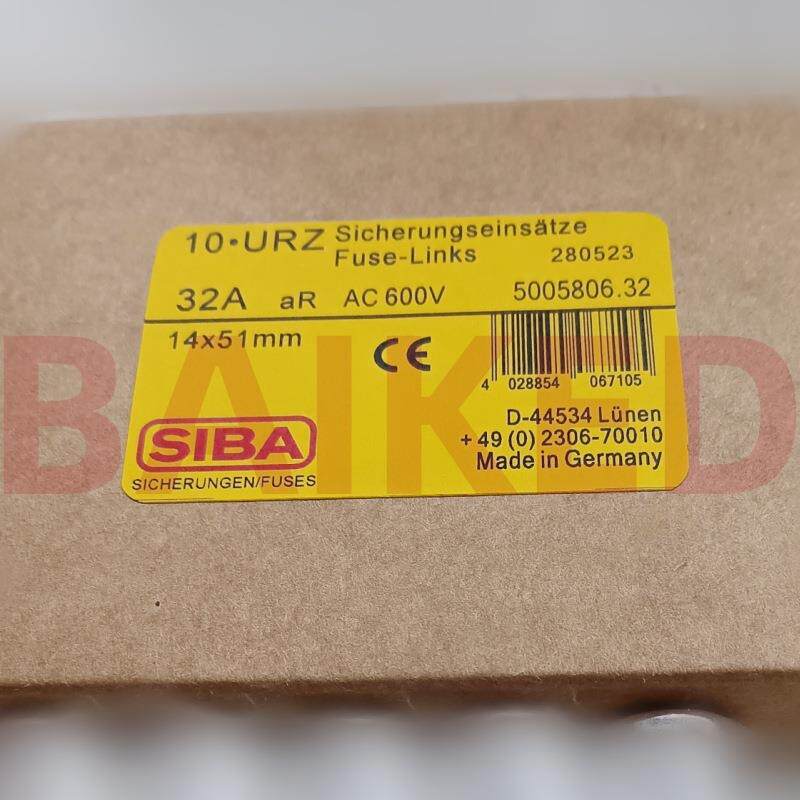 10•URZ Sicherungseinsätze
Fuse-Links 280523
32A aR AC 600V 5005806.32
14x51mm
CE
4 028854 067105
D-44534 Lünen
+49 (0) 2306-70010
Made in Germany
SIBA
SICHERUNGEN/FUSES
BAIKED